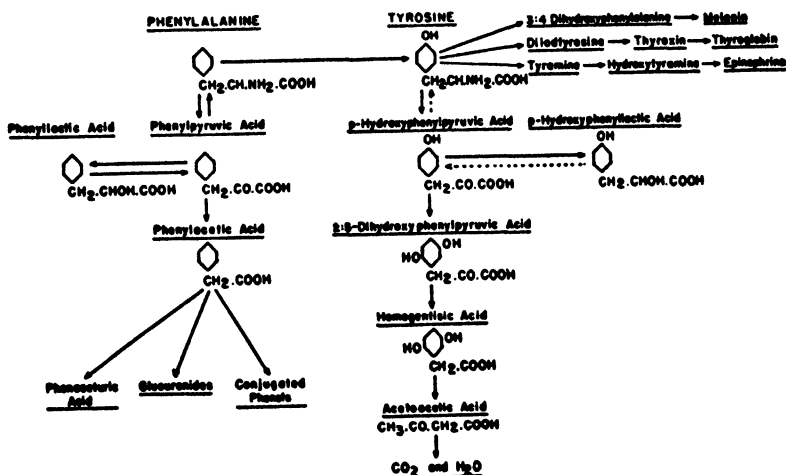 PHENYLALANINE
TYROSINE
OH
3:4 Dihydroxyphenylalanine
Melanin
Diiodtyrosine
Thyroxin
Thyroglobin
Tyramine
Hydroxytyramine
Epinephrine
CH2.CH.NH2.COOH
CH2CH.NH2.COOH
Phenyllactic Acid
Phenylpyruvic Acid
p-Hydroxyphenylpyruvic Acid
p-Hydroxyphenyllactic Acid
OH
OH
CH2.CHOH.COOH
CH2.CO.COOH
CH2.CO.COOH
CH2.CHOH.COOH
Phenylacetic Acid
2:5-Dihydroxyphenylpyruvic Acid
HO
OH
CH2.COOH
CH2.CO.COOH
Homogentisic Acid
HO
OH
CH2.COOH
Phenaceturic
Acid
Glucuronides
Conjugated
Phenols
Acetoacetic Acid
CH3.CO.CH2.COOH
CO2 and H2O